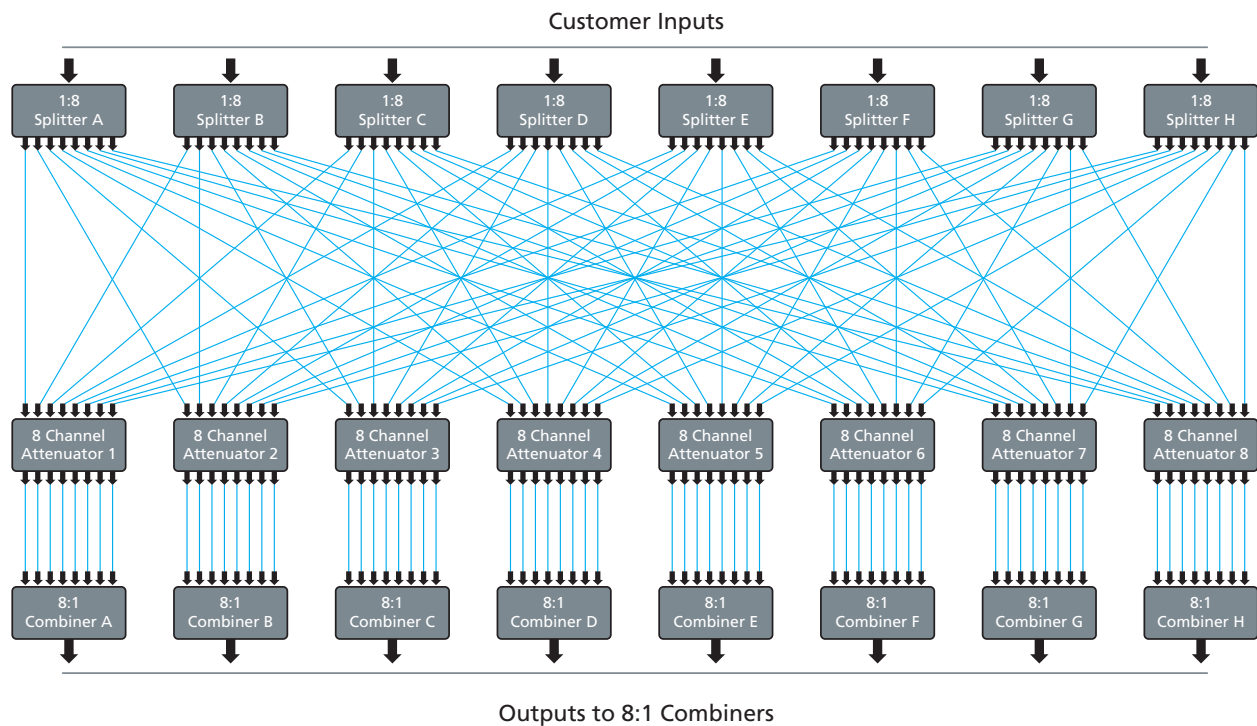 Customer Inputs
1:8
Splitter A
1:8
Splitter B
1:8
Splitter C
1:8
Splitter D
1:8
Splitter E
1:8
Splitter F
1:8
Splitter G
1:8
Splitter H
8 Channel
Attenuator 1
8 Channel
Attenuator 2
8 Channel
Attenuator 3
8 Channel
Attenuator 4
8 Channel
Attenuator 5
8 Channel
Attenuator 6
8 Channel
Attenuator 7
8 Channel
Attenuator 8
8:1
Combiner A
8:1
Combiner B
8:1
Combiner C
8:1
Combiner D
8:1
Combiner E
8:1
Combiner F
8:1
Combiner G
8:1
Combiner H
Outputs to 8:1 Combiners